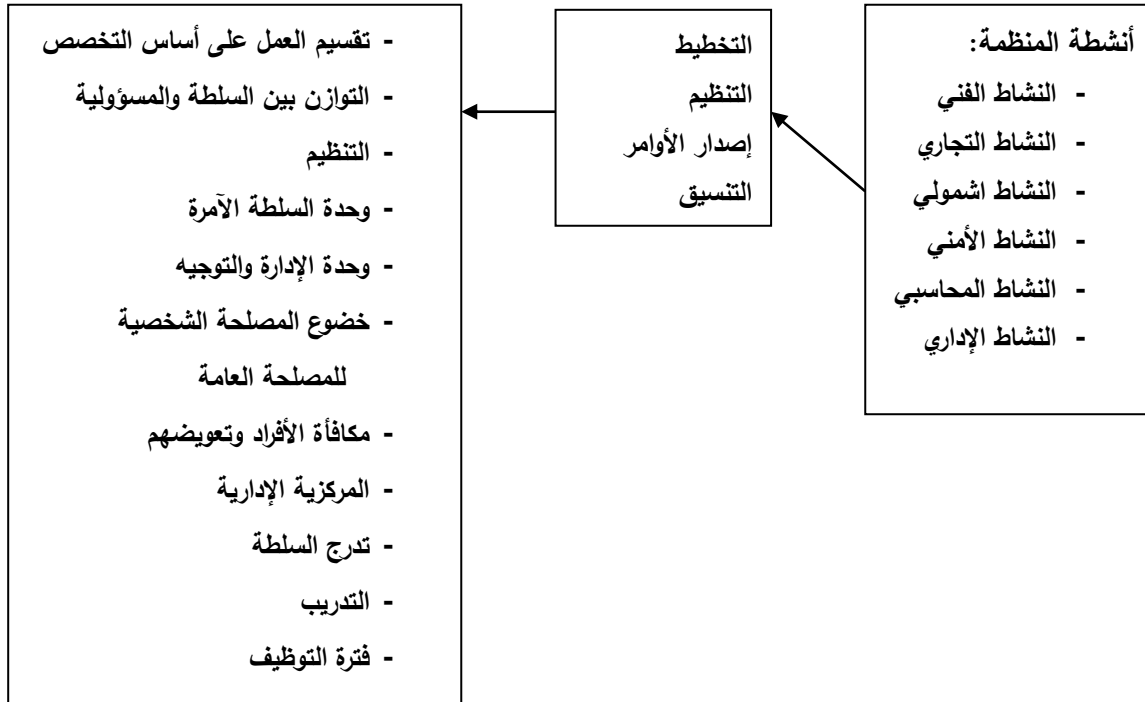 أنشطة المنظمة:
- النشاط الفني
- النشاط التجاري
- النشاط اشمولي
- النشاط الأمني
- النشاط المحاسبي
- النشاط الإداري
التخطيط
التنظيم
إصدار الأوامر
التنسيق
- تقسيم العمل على أساس التخصص
- التوازن بين السلطة والمسؤولية
- التنظيم
- وحدة السلطة الآمرة
- وحدة الإدارة والتوجيه
- خضوع المصلحة الشخصية
للمصلحة العامة
- مكافأة الأفراد وتعويضهم
- المركزية الإدارية
- تدرج السلطة
- التدريب
- فترة التوظيف